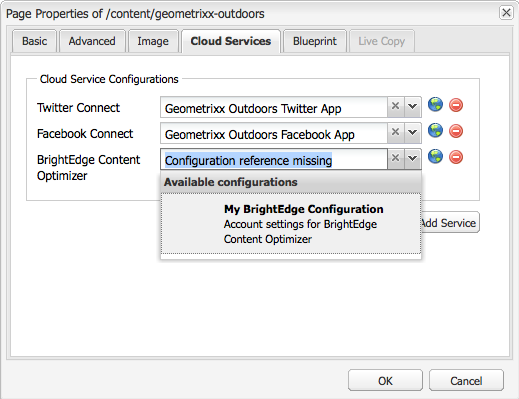 Page Properties of /content/geometrixx-outdoors
Basic
Advanced
Image
Cloud Services
Blueprint
Live Copy
Cloud Service Configurations
Twitter Connect
Geometrixx Outdoors Twitter App
Facebook Connect
Geometrixx Outdoors Facebook App
BrightEdge Content
Optimizer
Configuration reference missing
Available configurations
My BrightEdge Configuration
Account settings for BrightEdge
Content Optimizer
Add Service
OK
Cancel